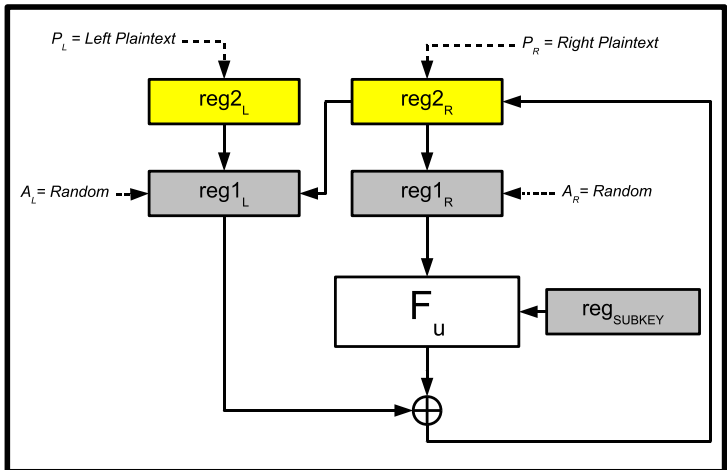 P_L = Left Plaintext
P_R = Right Plaintext
reg2_L
reg2_R
A_L = Random
reg1_L
reg1_R
A_R = Random
F_u
reg_SUBKEY